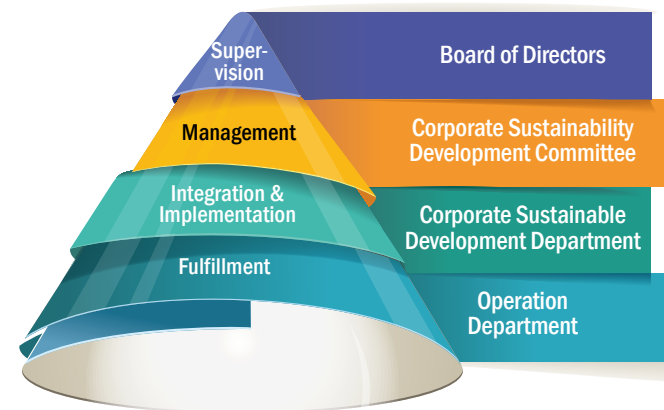 Super-
vision
Board of Directors
Management
Corporate Sustainability
Development Committee
Integration &
Implementation
Corporate Sustainable
Development Department
Fulfillment
Operation
Department